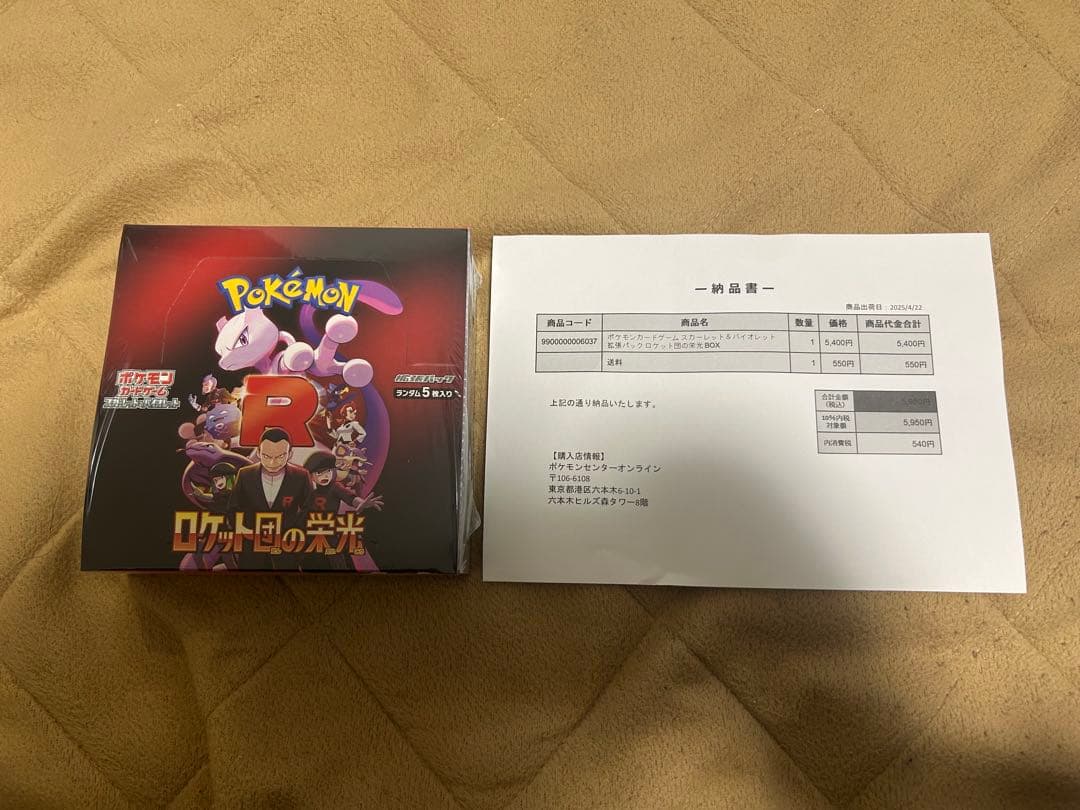 POKéMON
ポケモン
カードゲーム
スカーレット&バイオレット
拡張パック
ランダム5枚入り
R
ロケット団の栄光
ー納品書ー
商品出荷日：2025/4/22
商品コード 商品名 数量 価格 商品代金合計
9900000006037 ポケモンカードゲーム スカーレット＆バイオレット 1 5,400円 5,400円
拡張パック ロケット団の栄光 BOX
送料 1 550円 550円
上記の通り納品いたします。
合計金額
(税込) 5,950円
10%内税
対象額 5,950円
内消費税 540円
【購入店情報】
ポケモンセンターオンライン
〒106-6108
東京都港区六本木6-10-1
六本木ヒルズ森タワー8階